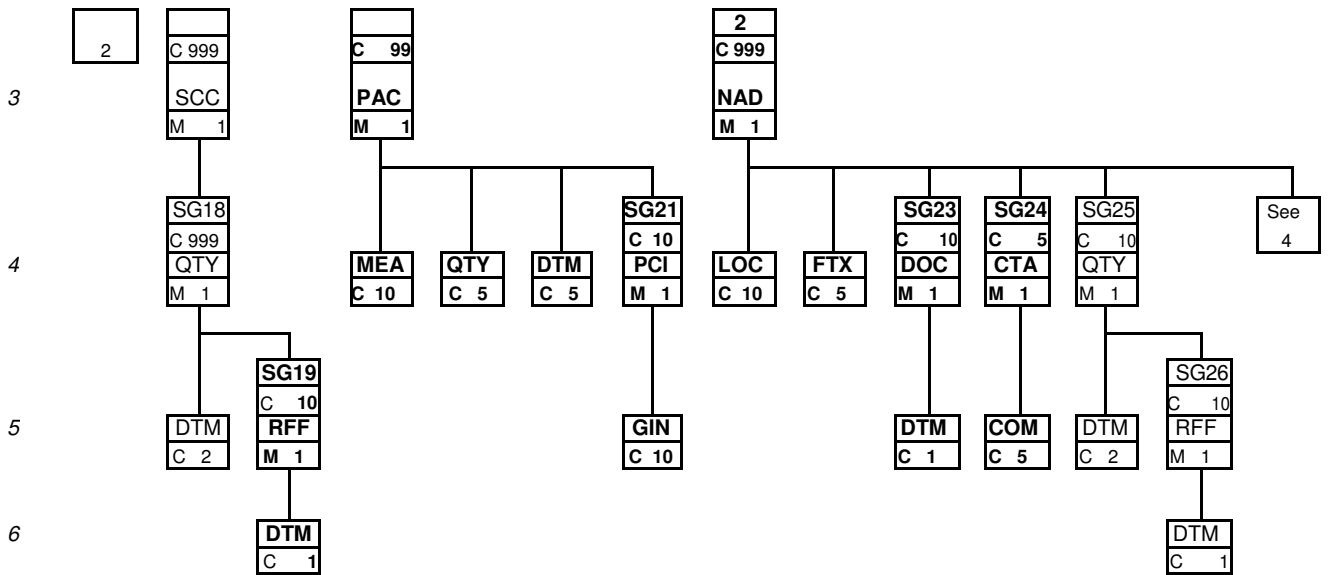 2
2 C 999 C 99 C 999
3 SCC PAC NAD
M 1 M 1 M 1
SG18 SG21 SG23 SG24 SG25 See
C 999 C 10 C 10 C 5 C 10 4
4 QTY MEA QTY DTM PCI LOC FTX DOC CTA QTY
M 1 C 10 C 5 C 5 M 1 C 10 C 5 M 1 M 1 M 1
SG19 SG26
C 10 C 10
5 DTM RFF GIN DTM COM DTM RFF
C 2 M 1 C 10 C 1 C 5 C 2 M 1
6 DTM DTM
C 1 C 1